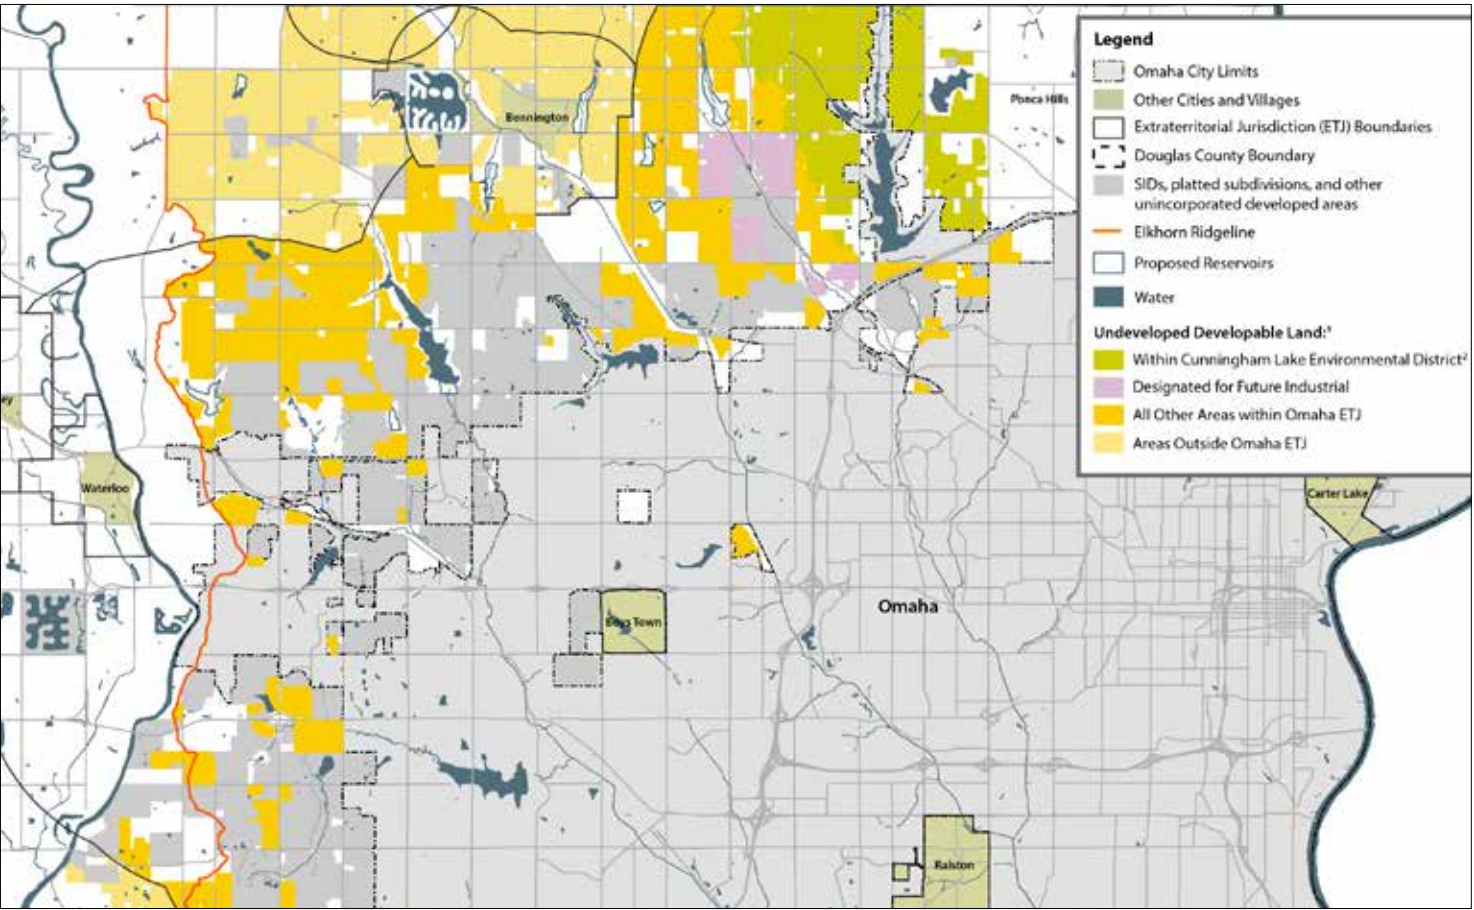 Legend
Omaha City Limits
Other Cities and Villages
Extraterritorial Jurisdiction (ETJ) Boundaries
Douglas County Boundary
SIDs, platted subdivisions, and other
unincorporated developed areas
Elkhorn Ridgeline
Proposed Reservoirs
Water
Undeveloped Developable Land:¹
Within Cunningham Lake Environmental District²
Designated for Future Industrial
All Other Areas within Omaha ETJ
Areas Outside Omaha ETJ
Ponca Hills
Bennington
ey
Waterloo
Carter Lake
Omaha
Boys Town
Ralston